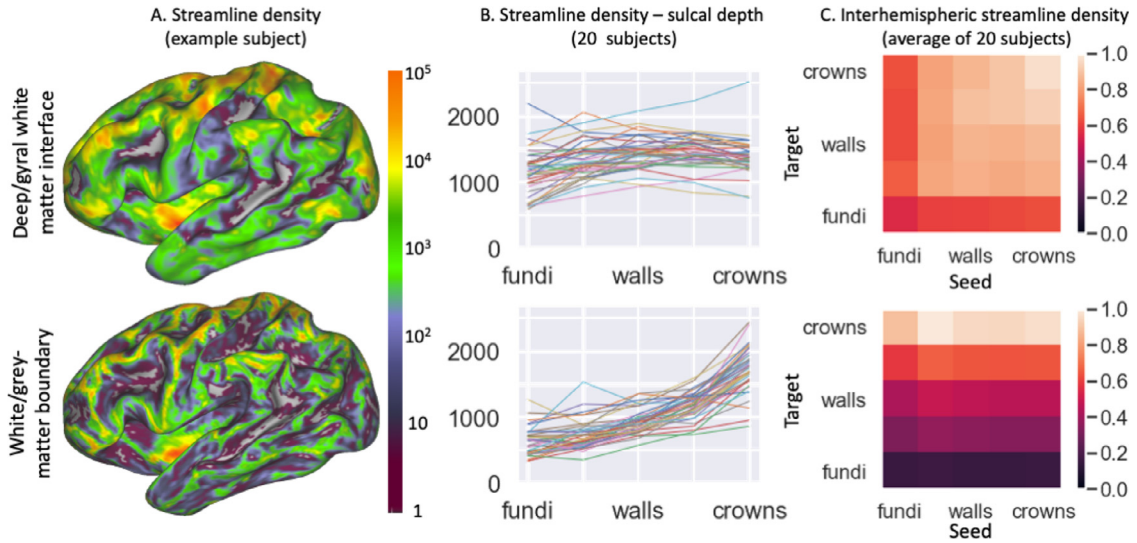 A. Streamline density
(example subject)
B. Streamline density – sulcal depth
(20 subjects)
C. Interhemispheric streamline density
(average of 20 subjects)
Deep/gyral white
matter interface
10⁵
10⁴
10³
10²
10
1
2000
1000
0
fundi walls crowns
Target
crowns
walls
fundi
fundi walls crowns
Seed
1.0
0.8
0.6
0.4
0.2
0.0
White/grey-
matter boundary
2000
1000
0
fundi walls crowns
Target
crowns
walls
fundi
fundi walls crowns
Seed
1.0
0.8
0.6
0.4
0.2
0.0